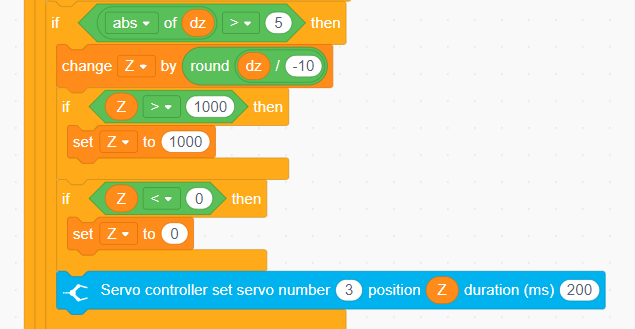 if abs of dz > 5 then
change Z by round dz / -10
if Z > 1000 then
set Z to 1000
if Z < 0 then
set Z to 0
Servo controller set servo number 3 position Z duration (ms) 200